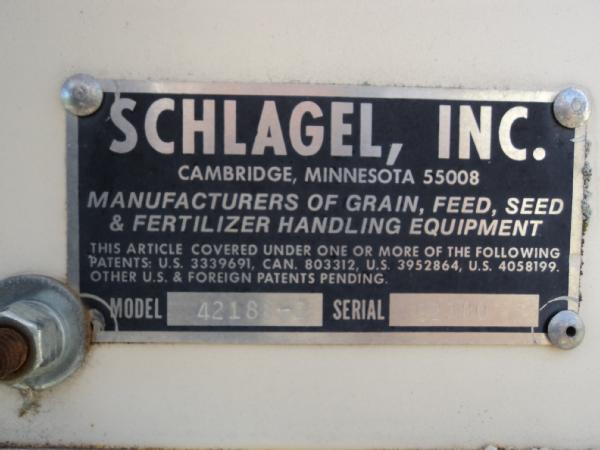 SCHLAGEL, INC.
CAMBRIDGE, MINNESOTA 55008
MANUFACTURERS OF GRAIN, FEED, SEED
& FERTILIZER HANDLING EQUIPMENT
THIS ARTICLE COVERED UNDER ONE OR MORE OF THE FOLLOWING
PATENTS: U.S. 3339691, CAN. 803312, U.S. 3952864, U.S. 4058199.
OTHER U.S. & FOREIGN PATENTS PENDING.
MODEL SERIAL